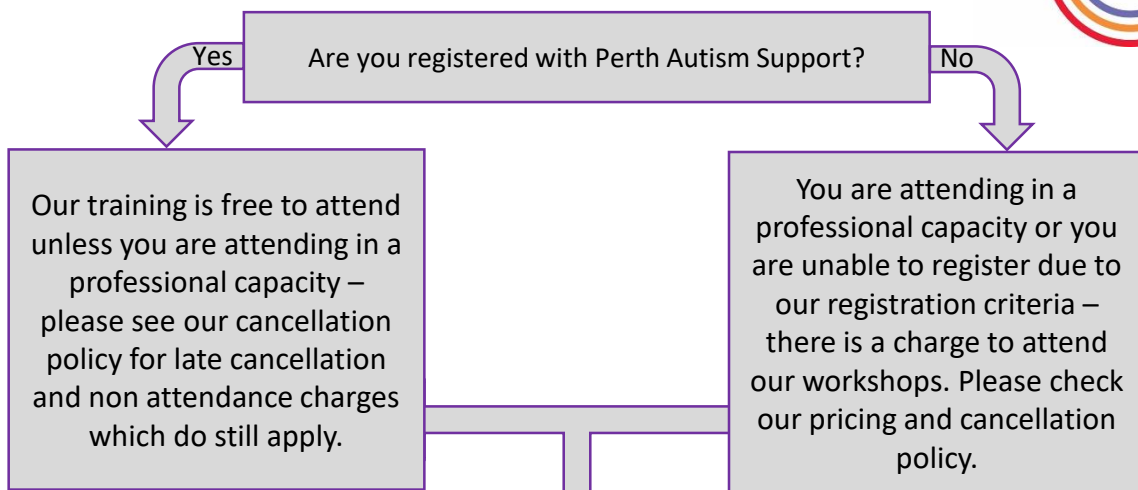 Are you registered with Perth Autism Support?
Yes
No
Our training is free to attend
unless you are attending in a
professional capacity –
please see our cancellation
policy for late cancellation
and non attendance charges
which do still apply.
You are attending in a
professional capacity or you
are unable to register due to
our registration criteria –
there is a charge to attend
our workshops. Please check
our pricing and cancellation
policy.